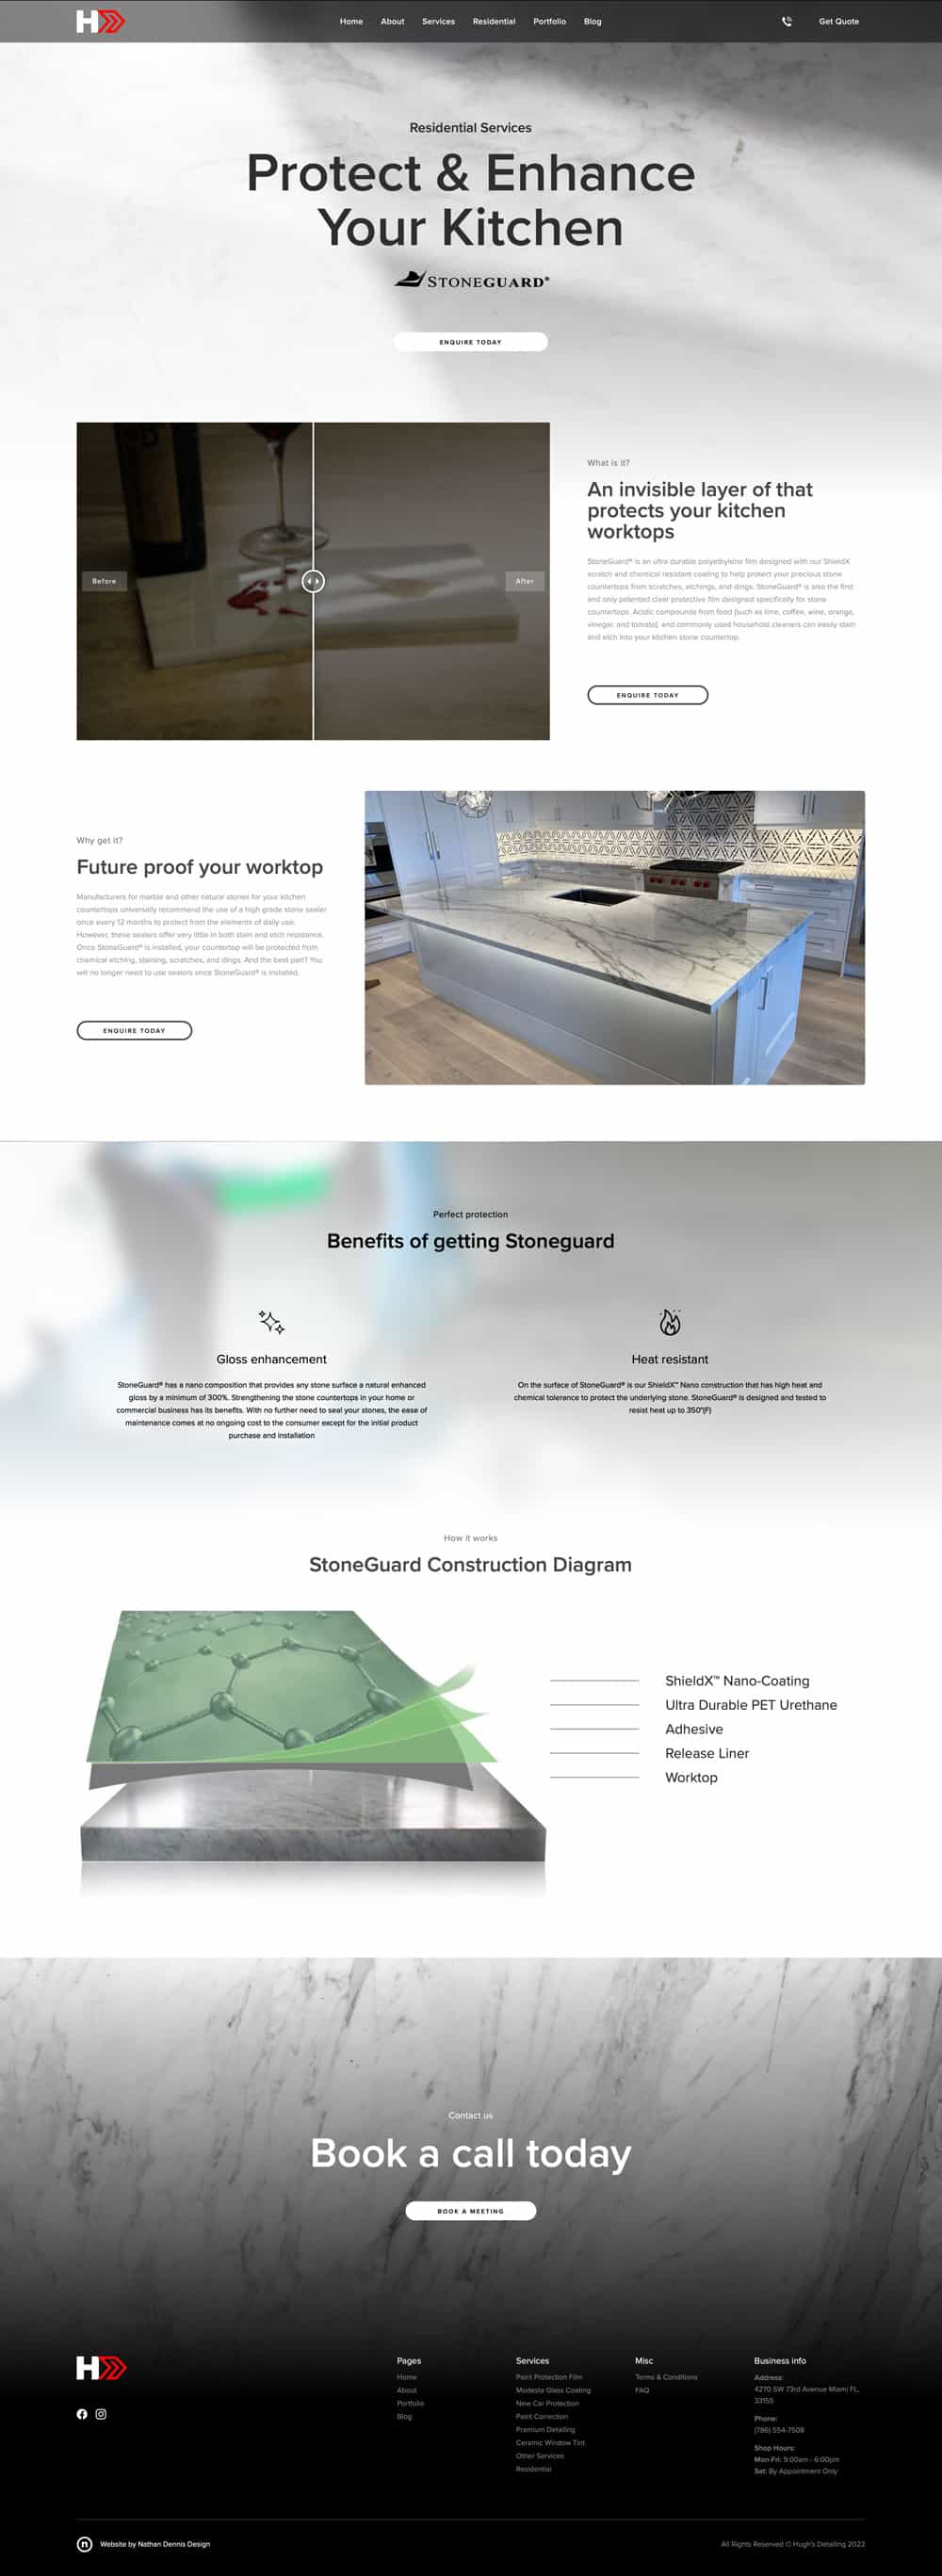 H
Home About Services Residential Portfolio Blog
Get Quote
Residential Services
Protect & Enhance
Your Kitchen
STONEGUARD®
ENQUIRE TODAY
Before
After
What is it?
An invisible layer of that
protects your kitchen
worktops
StoneGuard® is an ultra durable polyethylene film designed with our ShieldX
scratch and chemical resistant coating to help protect your precious stone
countertops from scratches, etchings, and dings. StoneGuard® is also the first
and only patented clear protective film designed specifically for stone
countertops. Acidic compounds from food (such as lime, coffee, wine, orange,
vinegar, and tomato), and commonly used household cleaners can easily stain
and etch into your kitchen stone countertop.
ENQUIRE TODAY
Why get it?
Future proof your worktop
Manufacturers for marble and other natural stones for your kitchen
countertops universally recommend the use of a high grade stone sealer
once every 12 months to protect from the elements of daily use.
However, these sealers offer very little in both stain and etch resistance.
Once StoneGuard® is installed, your countertop will be protected from
chemical etching, staining, scratches, and dings. And the best part? You
will no longer need to use sealers once StoneGuard® is installed.
ENQUIRE TODAY
Perfect protection
Benefits of getting Stoneguard
Gloss enhancement
StoneGuard® has a nano composition that provides any stone surface a natural enhanced
gloss by a minimum of 300%. Strengthening the stone countertops in your home or
commercial business has its benefits. With no further need to seal your stones, the ease of
maintenance comes at no ongoing cost to the consumer except for the initial product
purchase and installation
Heat resistant
On the surface of StoneGuard® is our ShieldX™ Nano construction that has high heat and
chemical tolerance to protect the underlying stone. StoneGuard® is designed and tested to
resist heat up to 350°(F)
How it works
StoneGuard Construction Diagram
ShieldX™ Nano-Coating
Ultra Durable PET Urethane
Adhesive
Release Liner
Worktop
Contact us
Book a call today
BOOK A MEETING
H
Pages
Home
About
Portfolio
Blog
Services
Paint Protection Film
Modesta Glass Coating
New Car Protection
Paint Correction
Premium Detailing
Ceramic Window Tint
Other Services
Residential
Misc
Terms & Conditions
FAQ
Business info
Address:
4270 SW 73rd Avenue Miami FL,
33155
Phone:
(786) 554-7508
Shop Hours:
Mon-Fri: 9:00am - 6:00pm
Sat: By Appointment Only
n
Website by Nathan Dennis Design
All Rights Reserved © Hugh's Detailing 2022